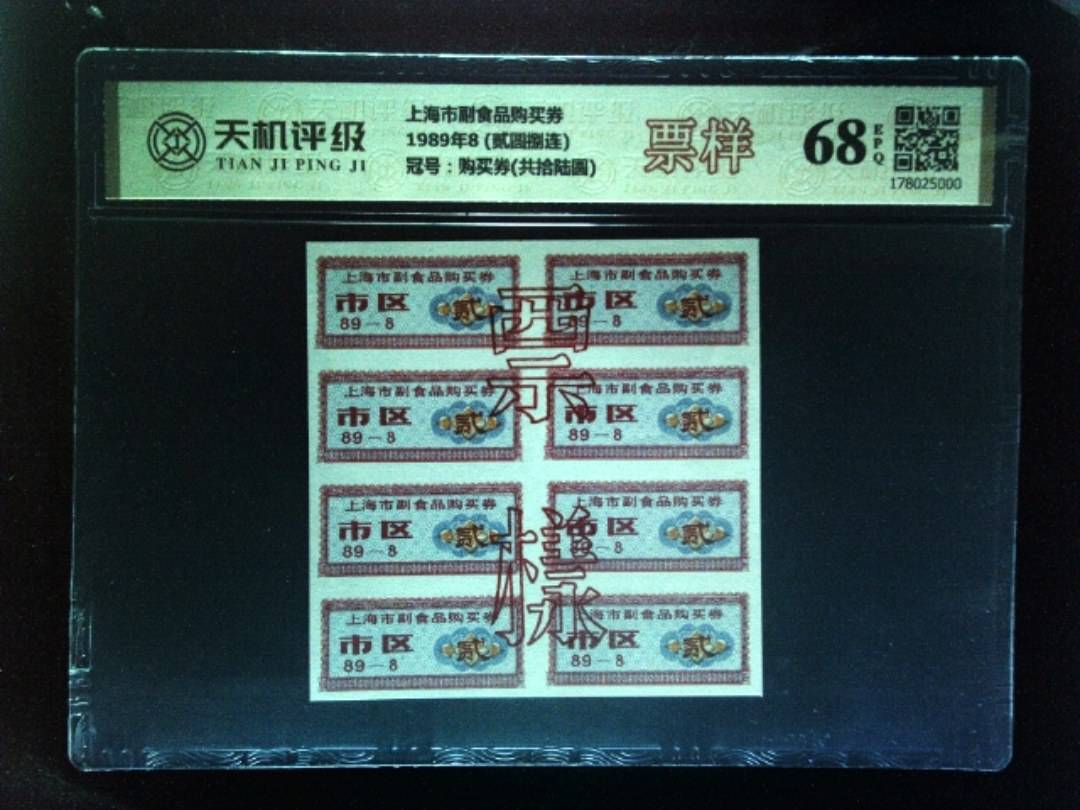 天机评级
TIAN JI PING JI
上海市副食品购买券
1989年8 (贰圆捌连)
冠号：购买券(共拾陆圆)
票样
68
EPQ
178025000
上海市副食品购买券
市区
贰
89－8
上海市副食品购买券
市区
贰
89－8
上海市副食品购买券
市区
贰
89－8
上海市副食品购买券
市区
贰
89－8
上海市副食品购买券
市区
贰
89－8
上海市副食品购买券
市区
贰
89－8
上海市副食品购买券
市区
贰
89－8
上海市副食品购买券
市区
贰
89－8
票樣